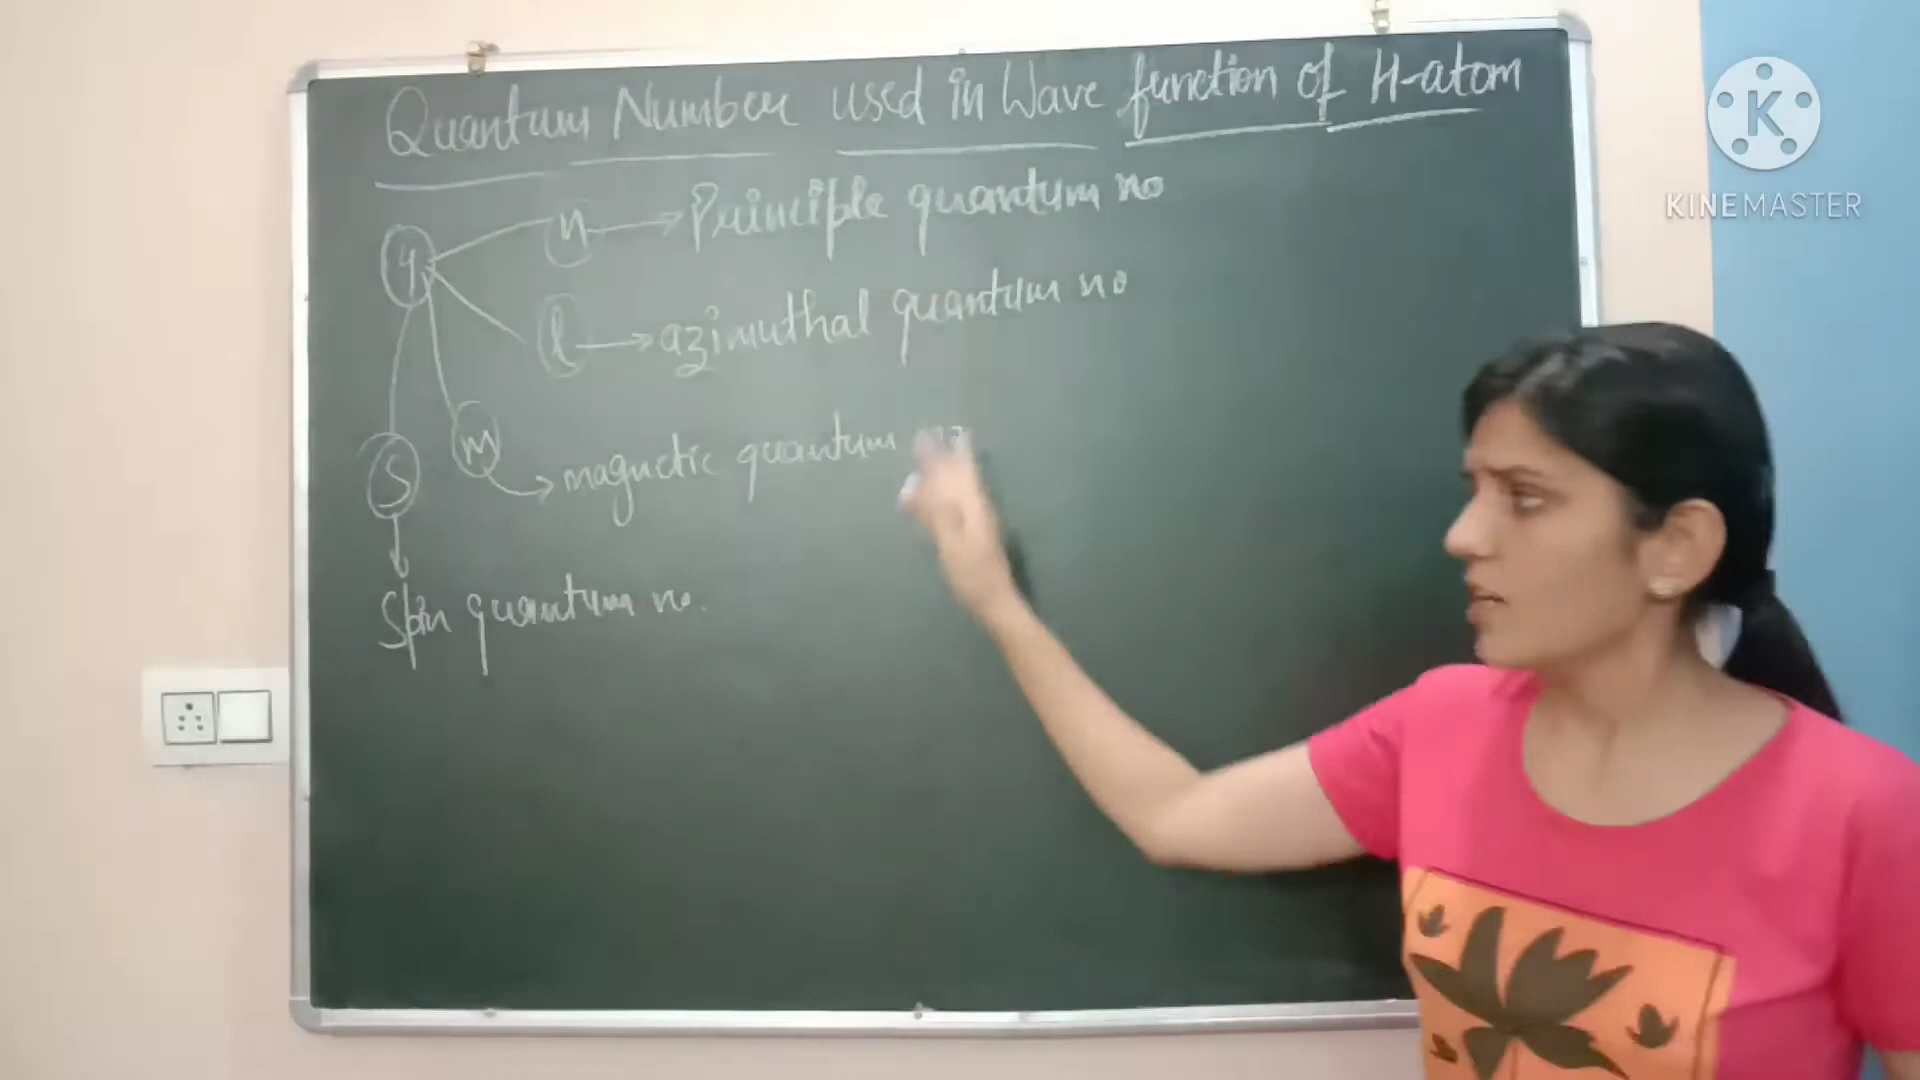 Quantum Number used in Wave function of H-atom
K
KINEMASTER
4
n → Principle quantum no
l → azimuthal quantum no
m → magnetic quantum
S
Spin quantum no.